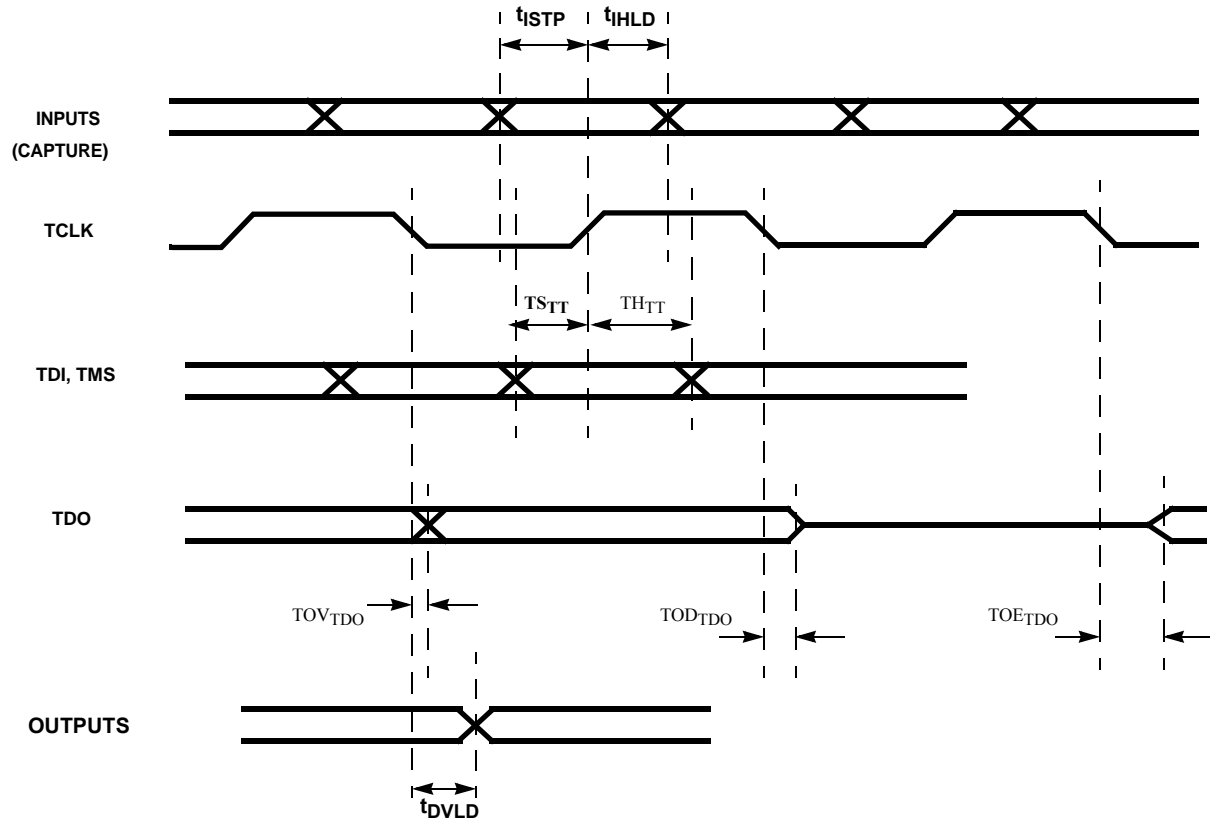 tISTP tIHLD
INPUTS
(CAPTURE)
TCLK
TSTT THTT
TDI, TMS
TDO
TOVTDO TODTDO TOETDO
OUTPUTS
tDVLD